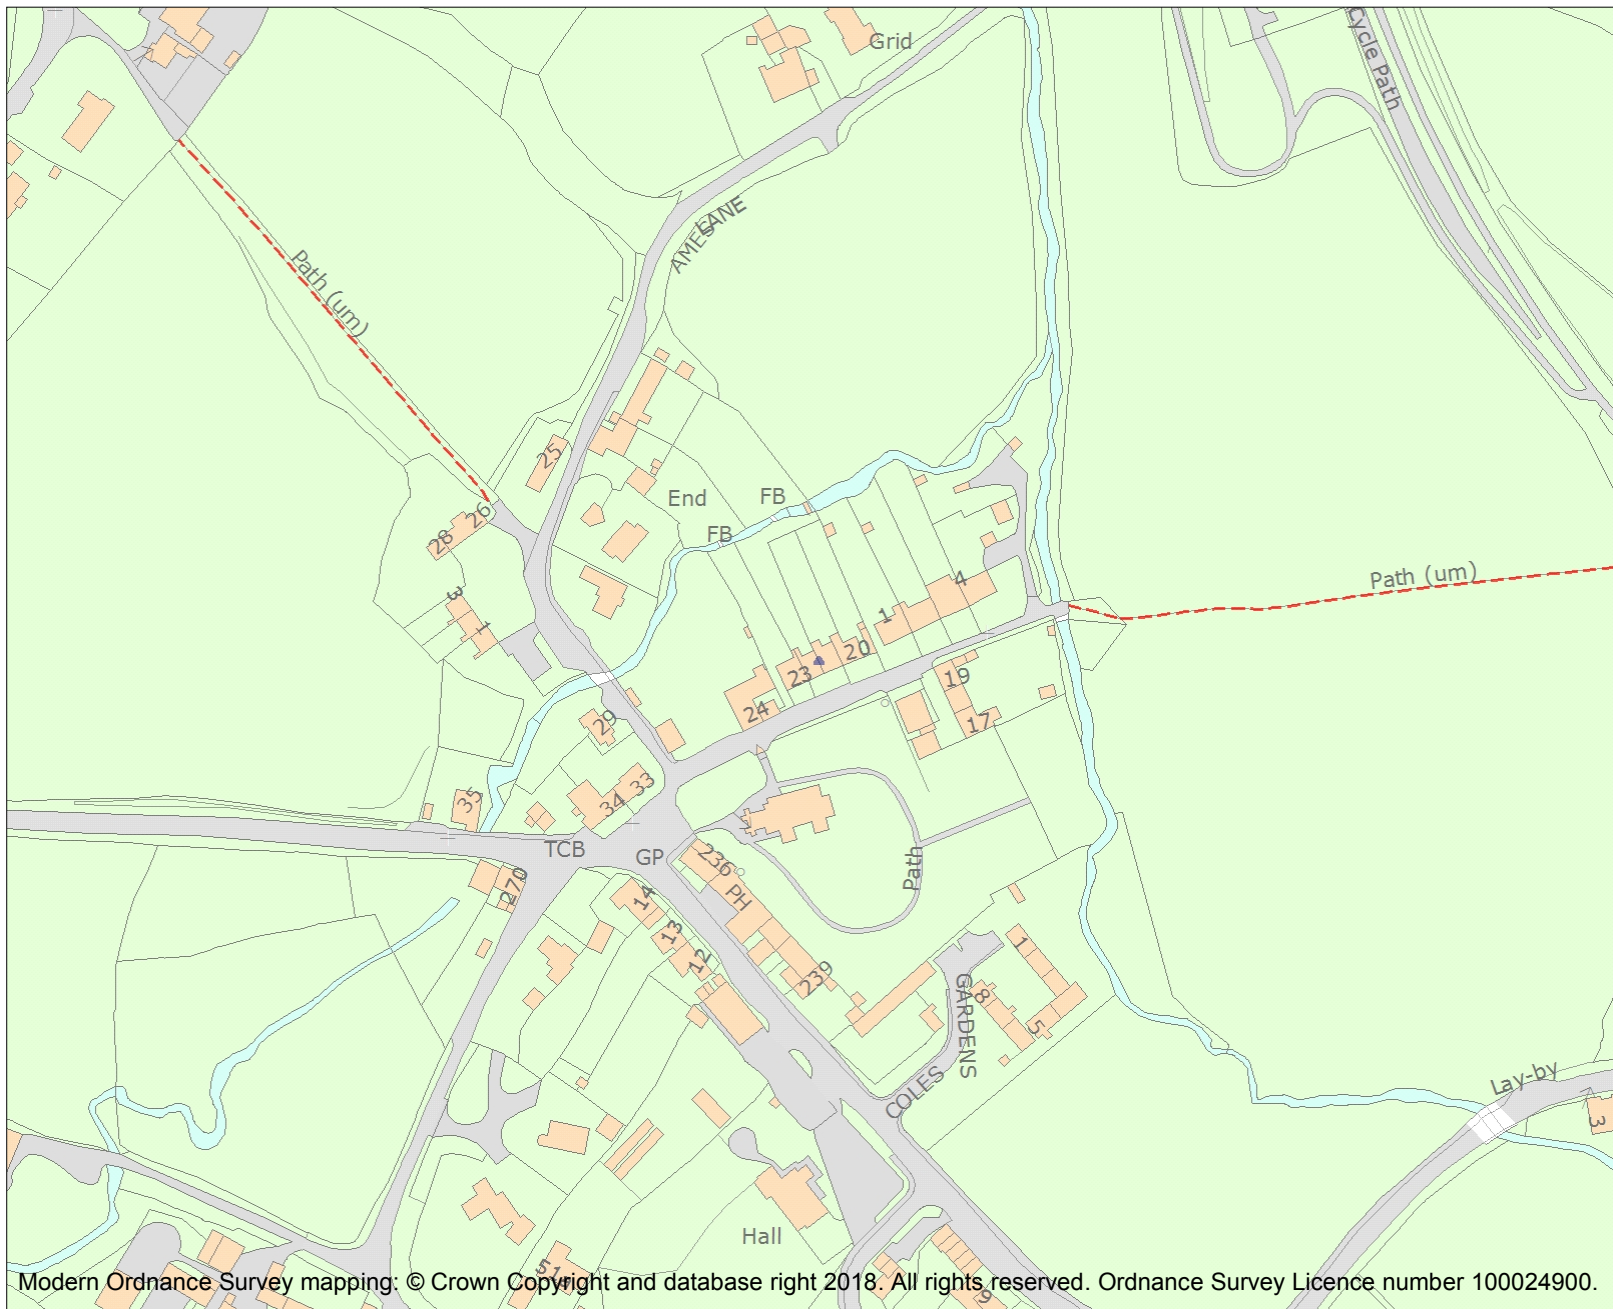 Grid
Cycle Path
AMES LANE
Path (um)
25
End
FB
FB
26
28
3
1
4
1
20
23
24
19
17
Path (um)
29
33
34
35
TCB
GP
236
PH
Path
270
14
13
12
239
1
8
5
COLES GARDENS
Lay-by
3
Hall
9
Modern Ordnance Survey mapping: © Crown Copyright and database right 2018. All rights reserved. Ordnance Survey Licence number 100024900.